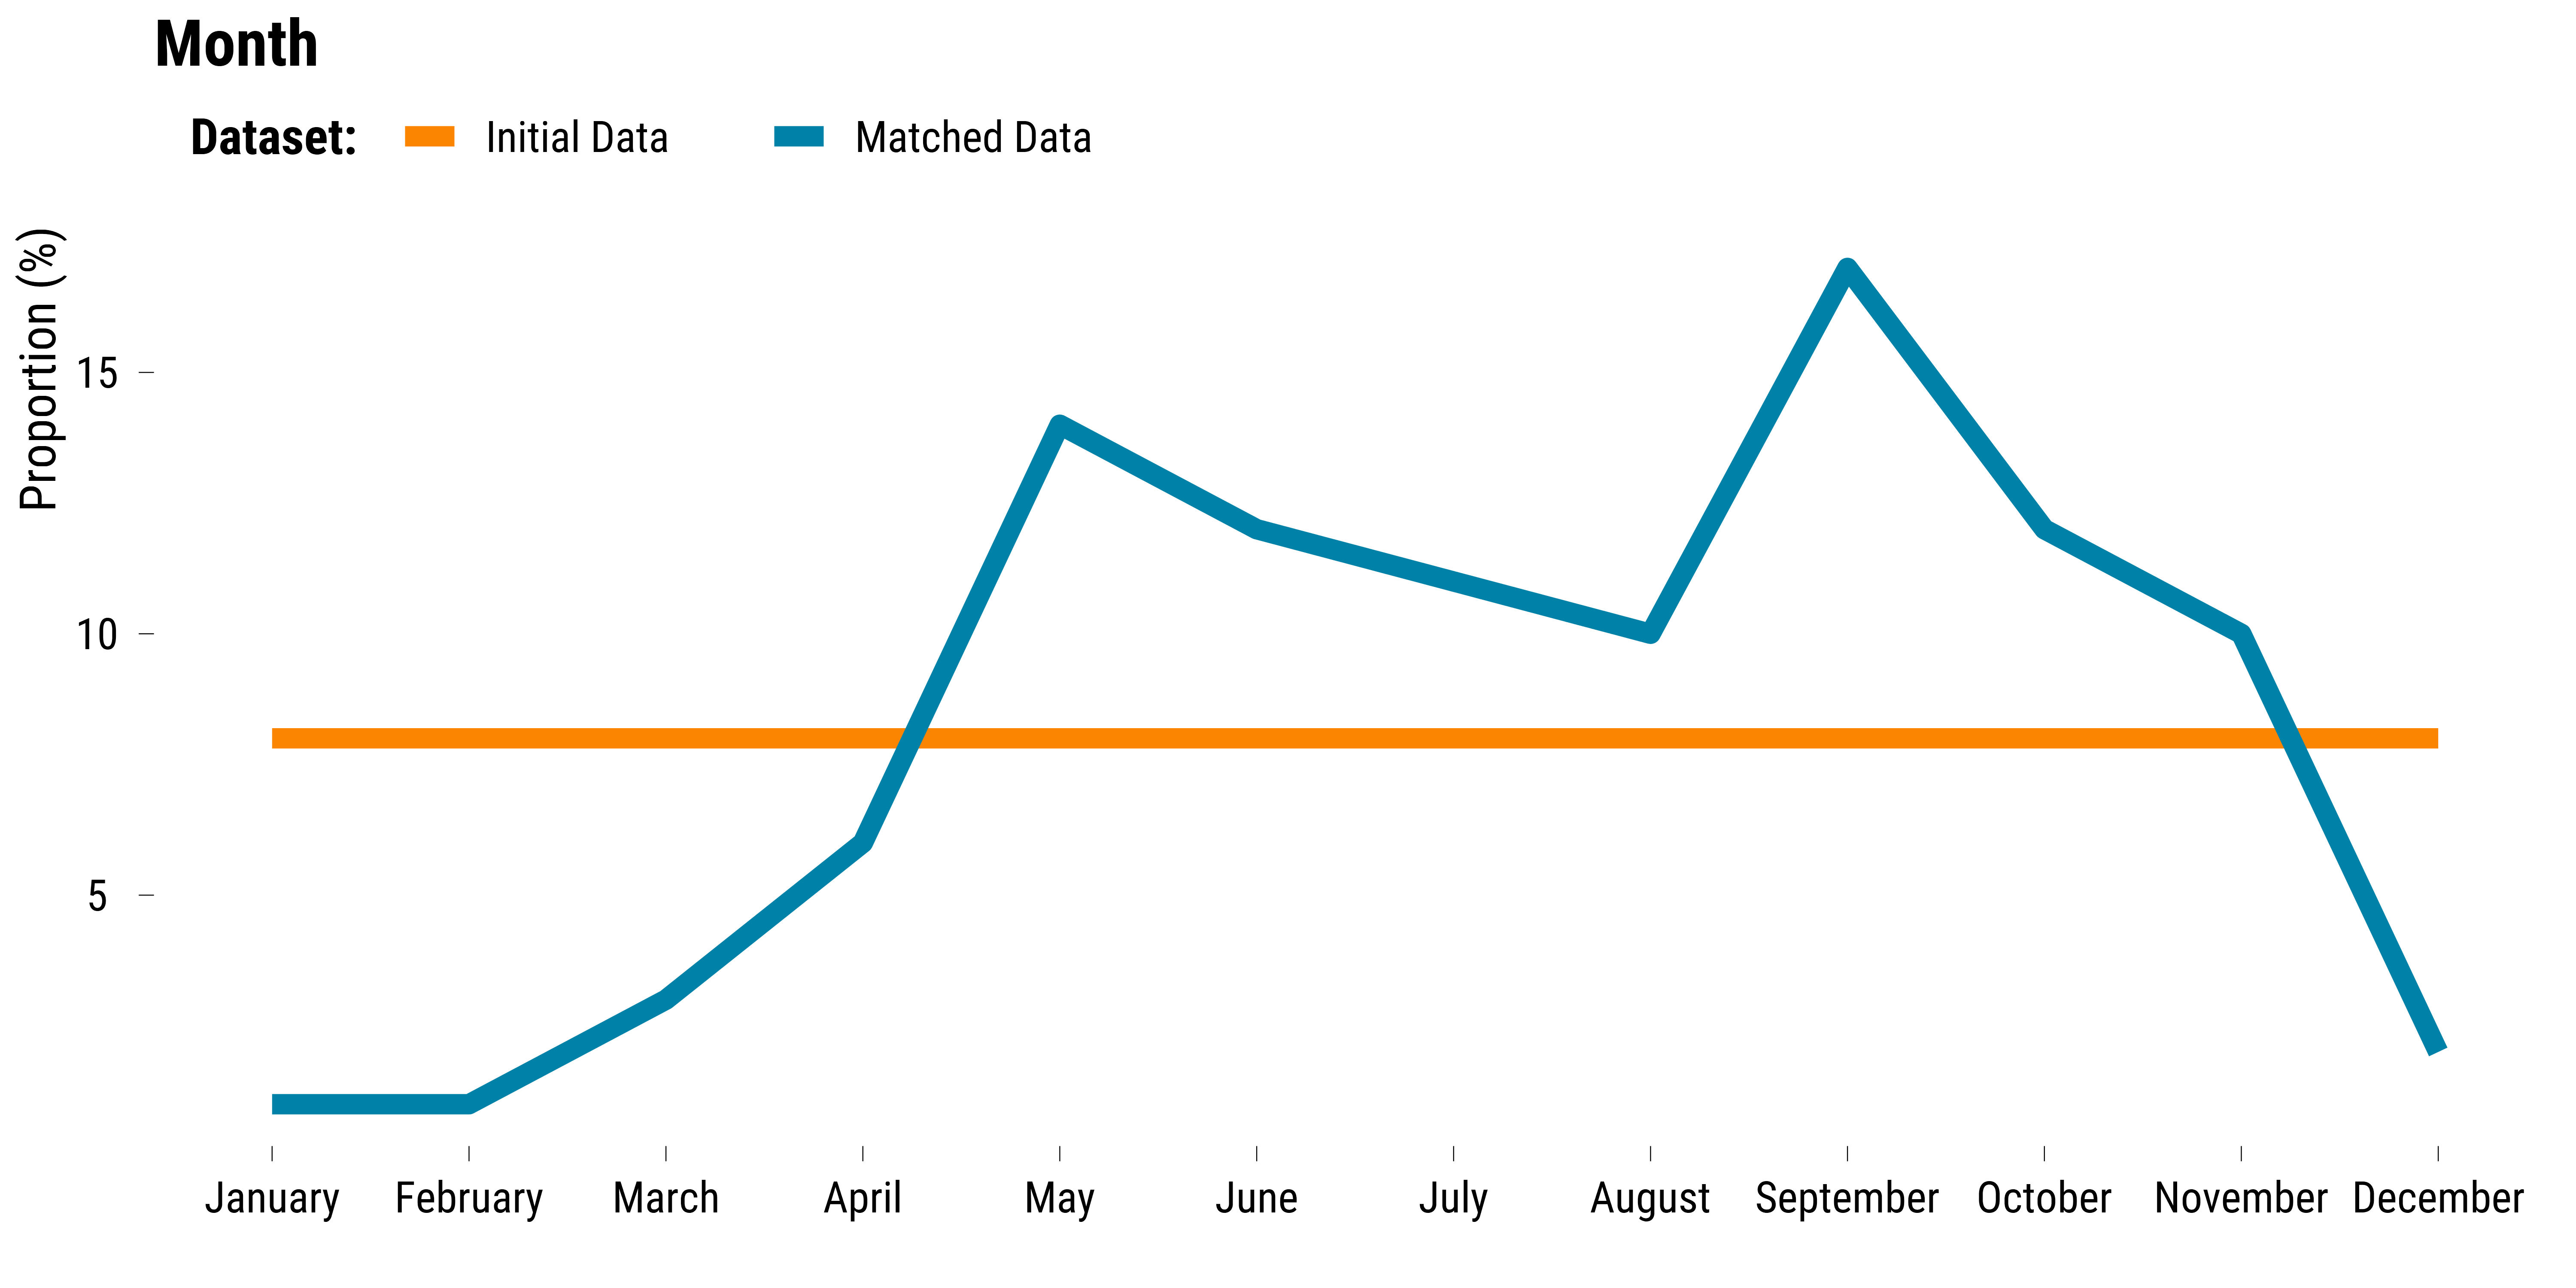 Month
Dataset: Initial Data Matched Data
Proportion (%)
15
10
5
January February March April May June July August September October November December